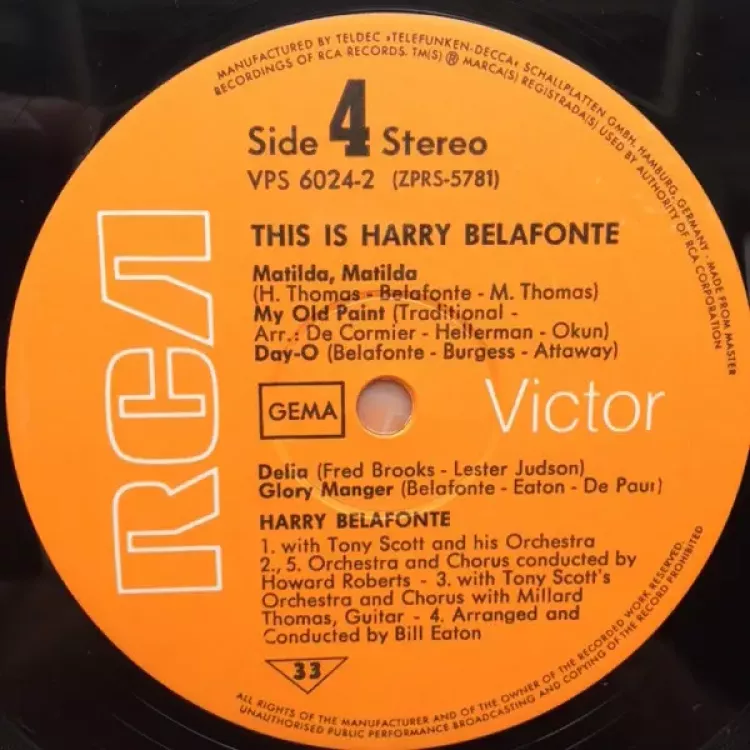 MANUFACTURED BY TELDEC »TELEFUNKEN-DECCA« SCHALLPLATTEN GMBH, HAMBURG, GERMANY · MADE FROM MASTER
RECORDINGS OF RCA RECORDS. TM(S) ® MARCA(S) REGISTRADA(S) USED BY AUTHORITY OF RCA CORPORATION
Side 4 Stereo
VPS 6024-2 (ZPRS-5781)
THIS IS HARRY BELAFONTE
Matilda, Matilda
(H. Thomas - Belafonte - M. Thomas)
My Old Paint (Traditional -
Arr.: De Cormier - Hellerman - Okun)
Day-O (Belafonte - Burgess - Attaway)
RCA
GEMA
Victor
Delia (Fred Brooks - Lester Judson)
Glory Manger (Belafonte - Eaton - De Paur)
HARRY BELAFONTE
1. with Tony Scott and his Orchestra
2., 5. Orchestra and Chorus conducted by
Howard Roberts - 3. with Tony Scott's
Orchestra and Chorus with Millard
Thomas, Guitar - 4. Arranged and
Conducted by Bill Eaton
33
ALL RIGHTS OF THE MANUFACTURER AND OF THE OWNER OF THE RECORDED WORK RESERVED.
UNAUTHORISED PUBLIC PERFORMANCE BROADCASTING AND COPYING OF THE RECORD PROHIBITED